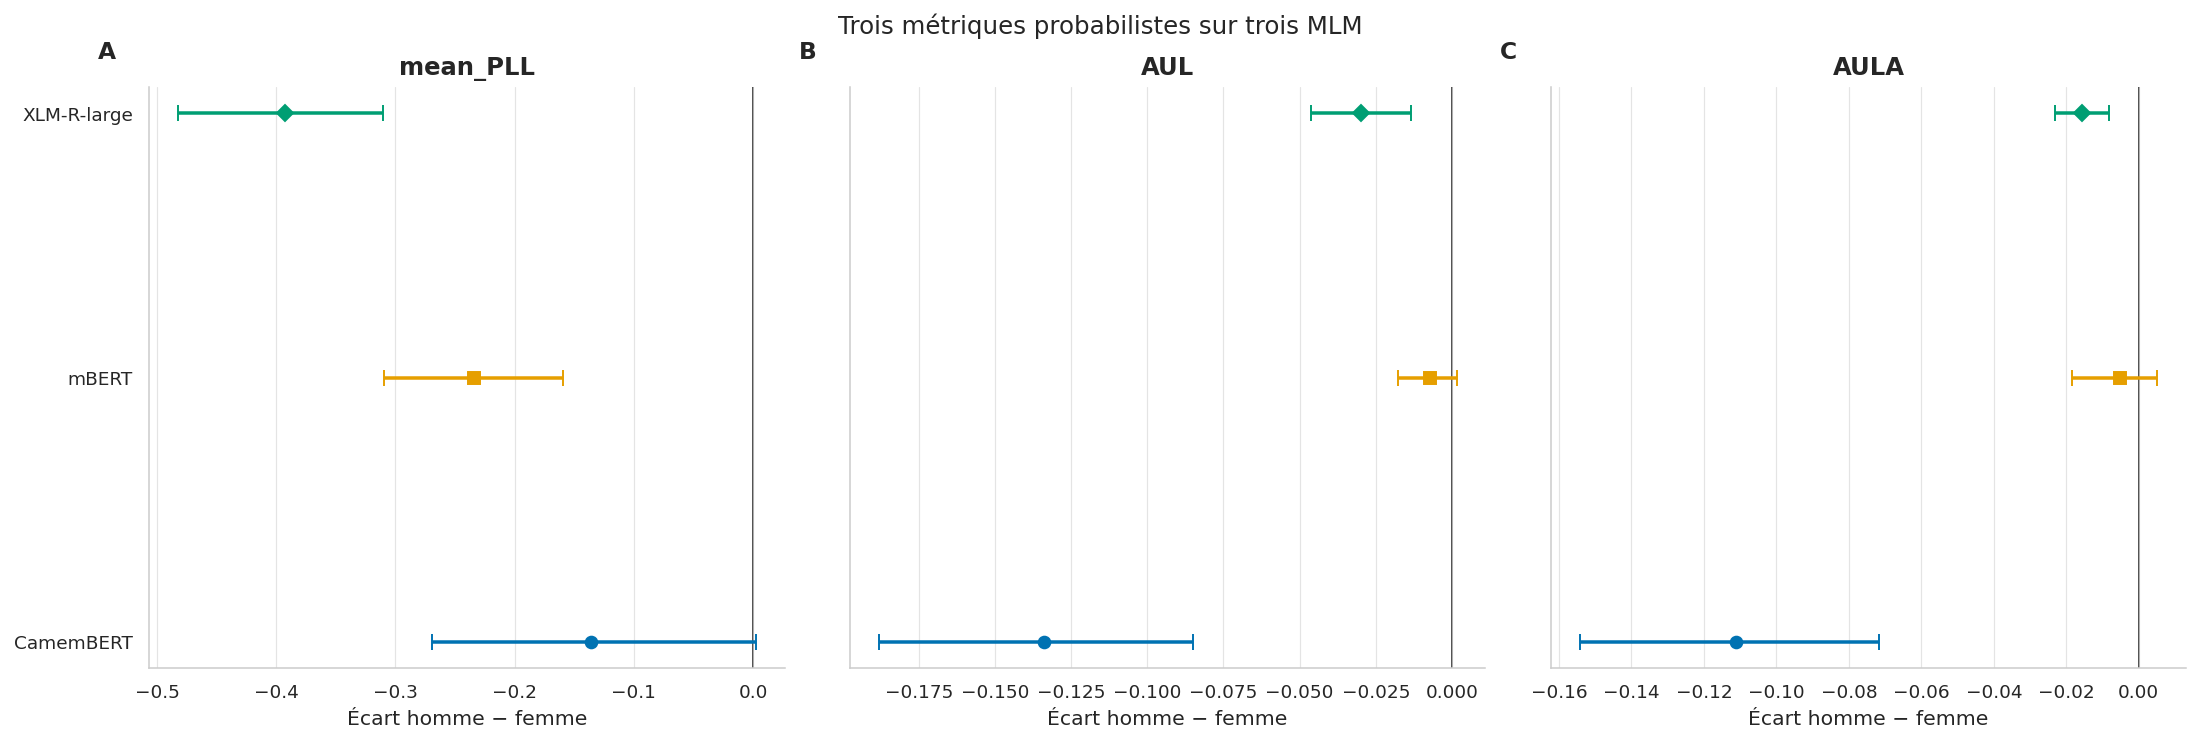 Trois métriques probabilistes sur trois MLM
A
mean_PLL
XLM-R-large
mBERT
CamemBERT
−0.5 −0.4 −0.3 −0.2 −0.1 0.0
Écart homme − femme
B
AUL
−0.175 −0.150 −0.125 −0.100 −0.075 −0.050 −0.025 0.000
Écart homme − femme
C
AULA
−0.16 −0.14 −0.12 −0.10 −0.08 −0.06 −0.04 −0.02 0.00
Écart homme − femme